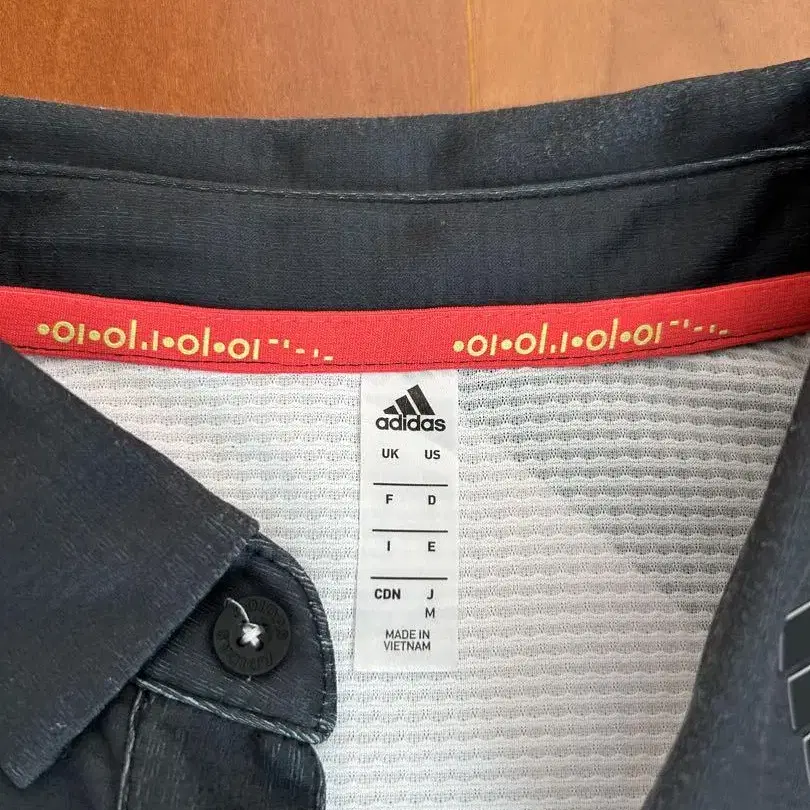 adidas
UK US
F D
I E
CDN J
M
MADE IN
VIETNAM